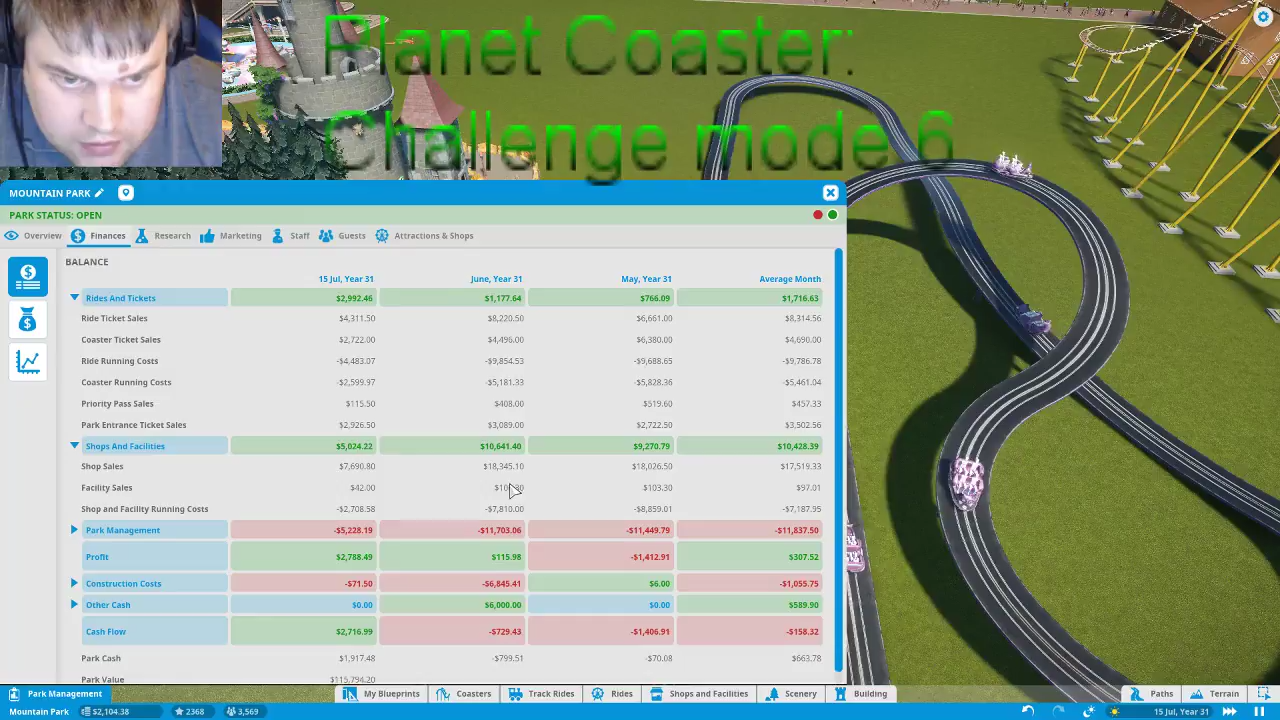 Planet Coaster:
Challenge mode 6
MOUNTAIN PARK
PARK STATUS: OPEN
Overview Finances Research Marketing Staff Guests Attractions & Shops
BALANCE
15 Jul, Year 31 June, Year 31 May, Year 31 Average Month
Rides And Tickets $2,992.46 $1,177.64 $766.09 $1,716.63
Ride Ticket Sales $4,311.50 $8,220.50 $6,661.00 $8,314.56
Coaster Ticket Sales $2,722.00 $4,496.00 $6,380.00 $4,690.00
Ride Running Costs -$4,483.07 -$9,854.53 -$9,688.65 -$9,786.78
Coaster Running Costs -$2,599.97 -$5,181.33 -$5,828.36 -$5,461.04
Priority Pass Sales $115.50 $408.00 $519.60 $457.33
Park Entrance Ticket Sales $2,926.50 $3,089.00 $2,722.50 $3,502.56
Shops And Facilities $5,024.22 $10,641.40 $9,270.79 $10,428.39
Shop Sales $7,690.80 $18,345.10 $18,026.50 $17,519.33
Facility Sales $42.00 $103.30 $97.01
Shop and Facility Running Costs -$2,708.58 -$7,810.00 -$8,859.01 -$7,187.95
Park Management -$5,228.19 -$11,703.06 -$11,449.79 -$11,837.50
Profit $2,788.49 $115.98 -$1,412.91 $307.52
Construction Costs -$71.50 -$6,845.41 $6.00 -$1,055.75
Other Cash $0.00 $6,000.00 $0.00 $589.90
Cash Flow $2,716.99 -$729.43 -$1,406.91 -$158.32
Park Cash $1,917.48 -$799.51 -$70.08 $663.78
Park Value $115,794.20
Park Management My Blueprints Coasters Track Rides Rides Shops and Facilities Scenery Building Paths Terrain
Mountain Park $2,104.38 2368 3,569 15 Jul, Year 31